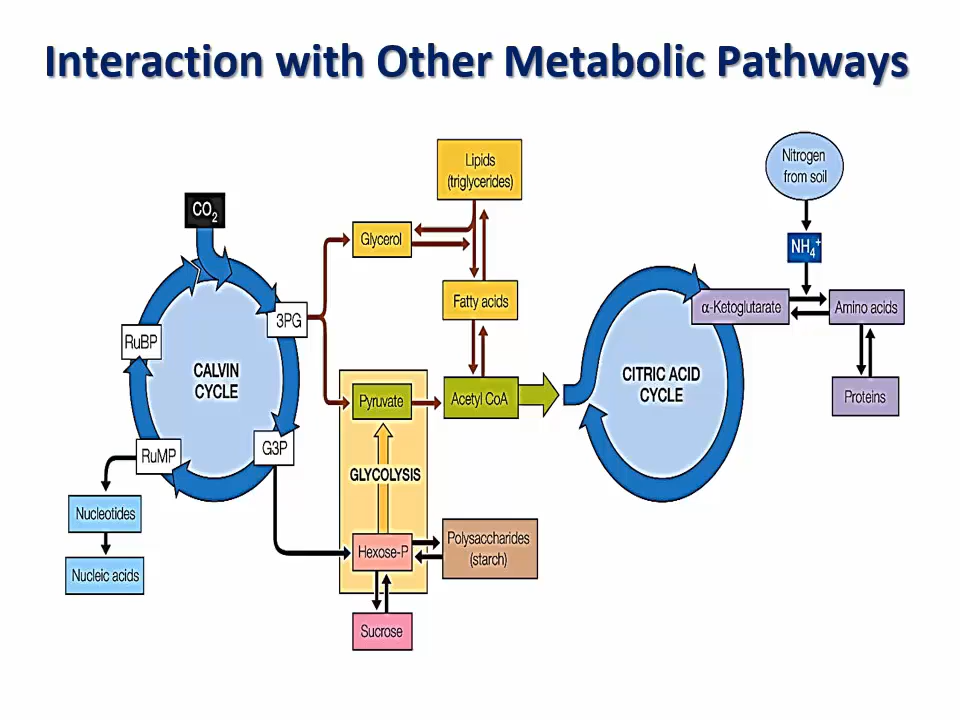 Interaction with Other Metabolic Pathways
Lipids
(triglycerides)
Nitrogen
from soil
CO2
Glycerol
NH4+
Fatty acids
α-Ketoglutarate
Amino acids
3PG
RuBP
CALVIN
CYCLE
CITRIC ACID
CYCLE
Pyruvate
Acetyl CoA
Proteins
RuMP
G3P
GLYCOLYSIS
Nucleotides
Hexose-P
Polysaccharides
(starch)
Nucleic acids
Sucrose